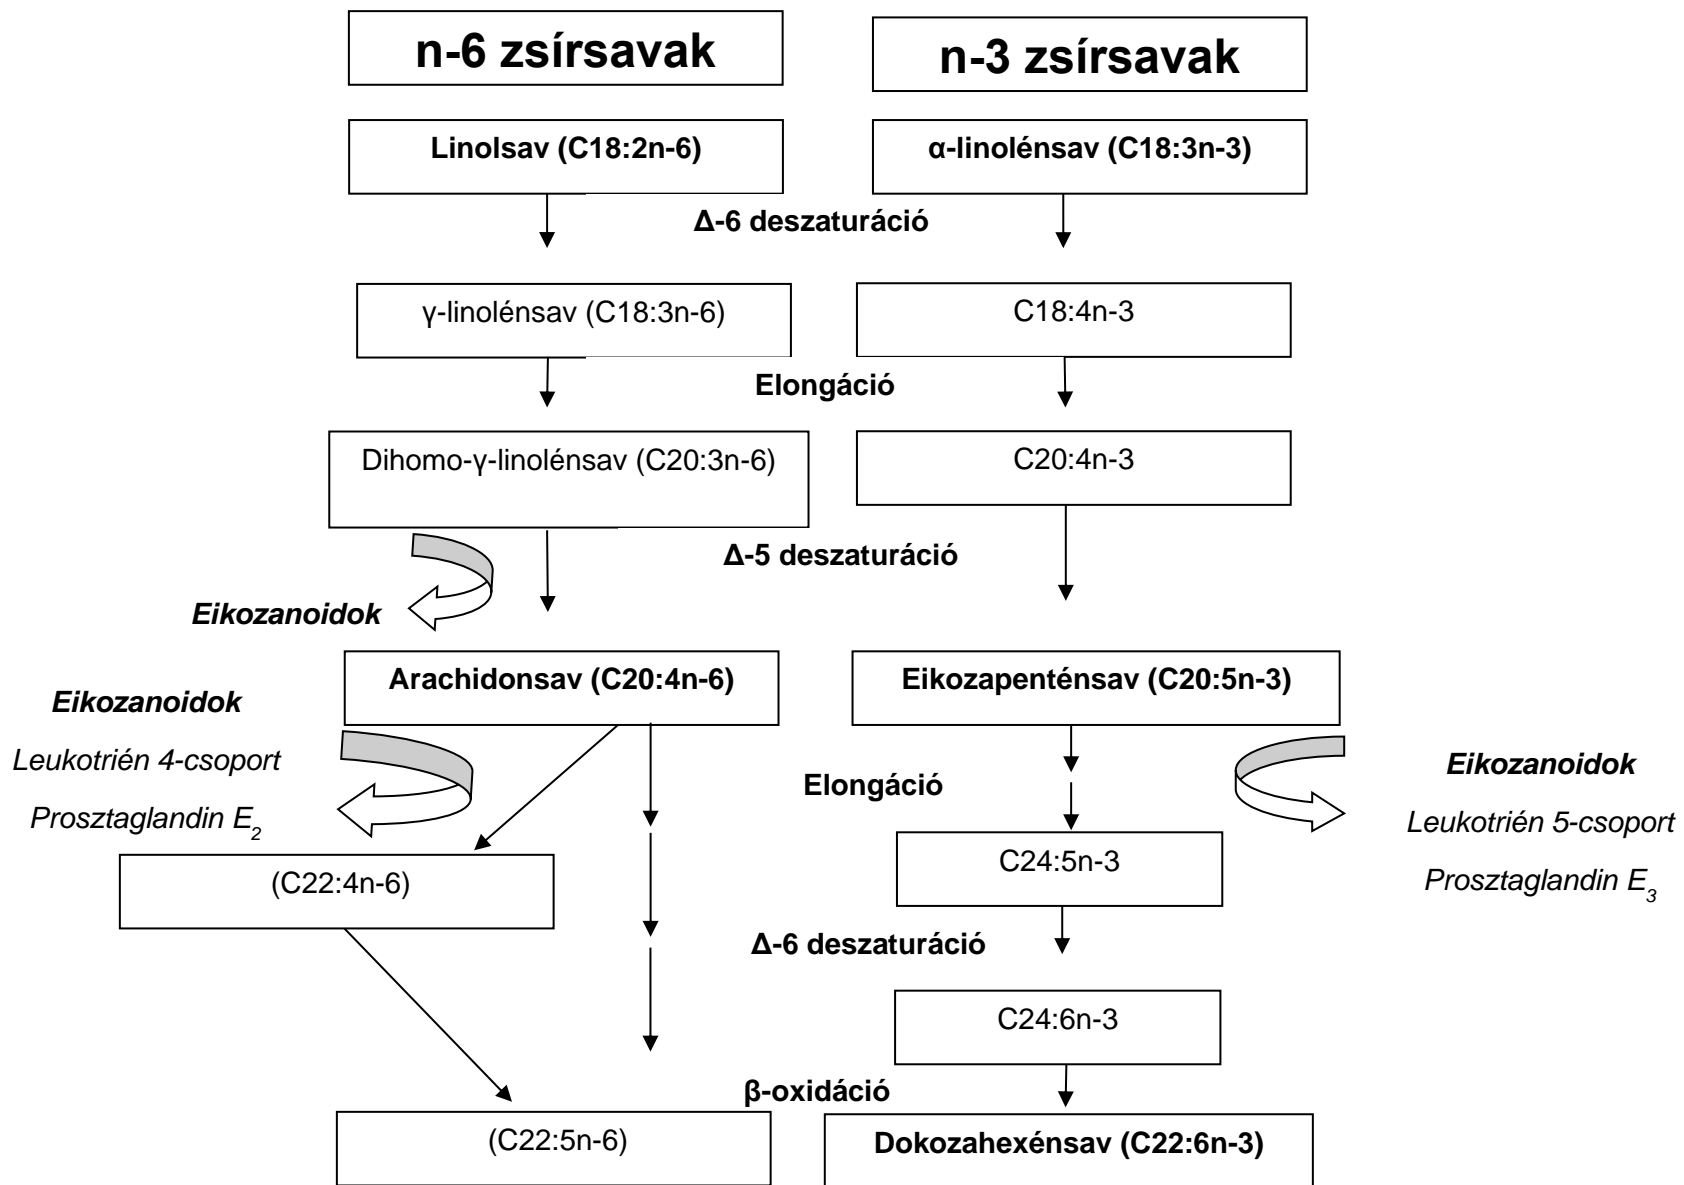 n-6 zsírsavak
n-3 zsírsavak
Linolsav (C18:2n-6)
α-linolénsav (C18:3n-3)
Δ-6 deszaturáció
γ-linolénsav (C18:3n-6)
C18:4n-3
Elongáció
Dihomo-γ-linolénsav (C20:3n-6)
C20:4n-3
Δ-5 deszaturáció
Eikozanoidok
Arachidonsav (C20:4n-6)
Eikozapenténsav (C20:5n-3)
Eikozanoidok
Leukotrién 4-csoport
Prosztaglandin E2
Elongáció
Eikozanoidok
Leukotrién 5-csoport
Prosztaglandin E3
(C22:4n-6)
C24:5n-3
Δ-6 deszaturáció
C24:6n-3
β-oxidáció
(C22:5n-6)
Dokozahexénsav (C22:6n-3)